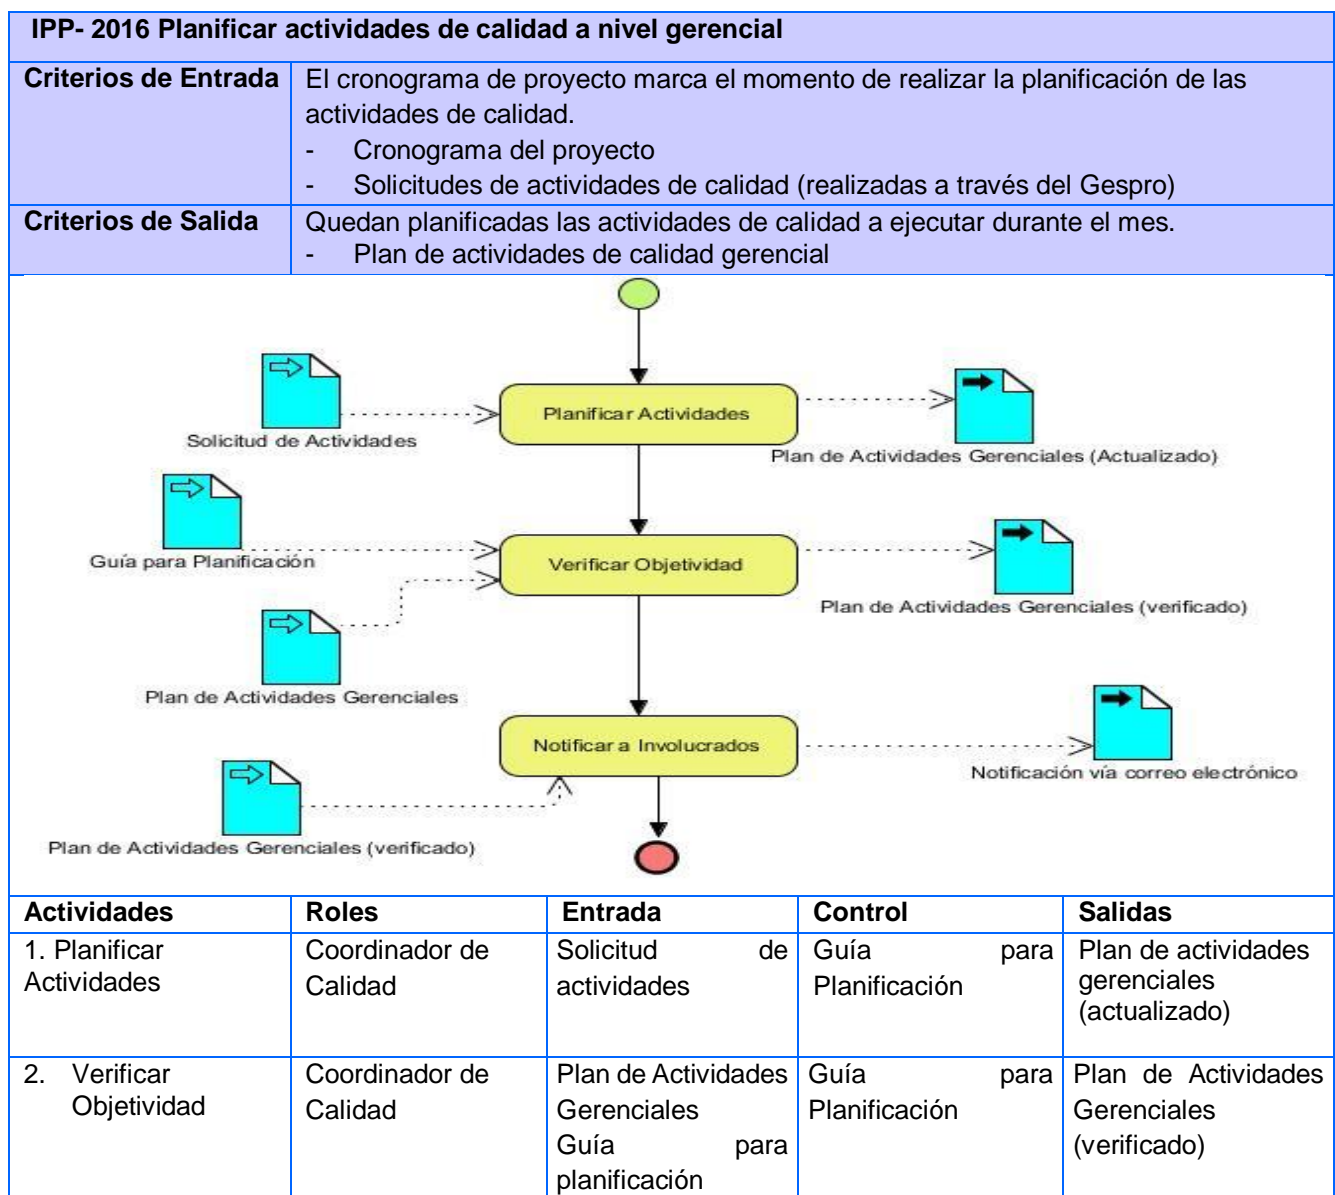 IPP- 2016 Planificar actividades de calidad a nivel gerencial
Criterios de Entrada
El cronograma de proyecto marca el momento de realizar la planificación de las
actividades de calidad.
- Cronograma del proyecto
- Solicitudes de actividades de calidad (realizadas a través del Gespro)
Criterios de Salida
Quedan planificadas las actividades de calidad a ejecutar durante el mes.
- Plan de actividades de calidad gerencial
Planificar Actividades
Solicitud de Actividades
Plan de Actividades Gerenciales (Actualizado)
Guía para Planificación
Verificar Objetividad
Plan de Actividades Gerenciales (verificado)
Plan de Actividades Gerenciales
Notificar a Involucrados
Notificación vía correo electrónico
Plan de Actividades Gerenciales (verificado)
Actividades Roles Entrada Control Salidas
1. Planificar
Actividades
Coordinador de
Calidad
Solicitud de
actividades
Guía para
Planificación
Plan de actividades
gerenciales
(actualizado)
2. Verificar
Objetividad
Coordinador de
Calidad
Plan de Actividades
Gerenciales
Guía para
planificación
Guía para
Planificación
Plan de Actividades
Gerenciales
(verificado)